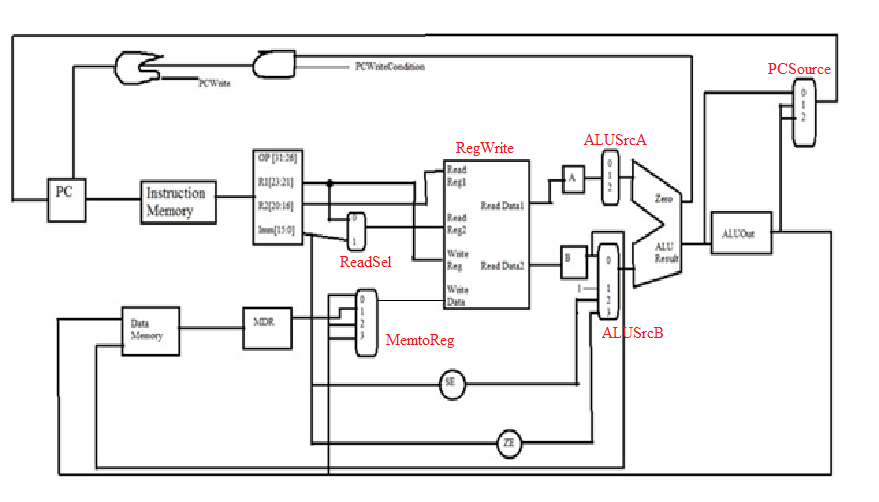 PCSource
PCWriteCondition
PCWrite
0
1
2
OP [31:26]
R1[23:21]
R2[20:16]
Imm[15:0]
RegWrite
ALUSrcA
Read
Reg1
Read Data1
A
0
1
2
PC
Instruction
Memory
Zero
0
1
ReadSel
Read
Reg2
Write
Reg
Read Data2
Write
Data
B
0
1
1
2
3
ALU
Result
ALUOut
ALUSrcB
Data
Memory
MDR
0
1
2
3
MemtoReg
SE
ZE